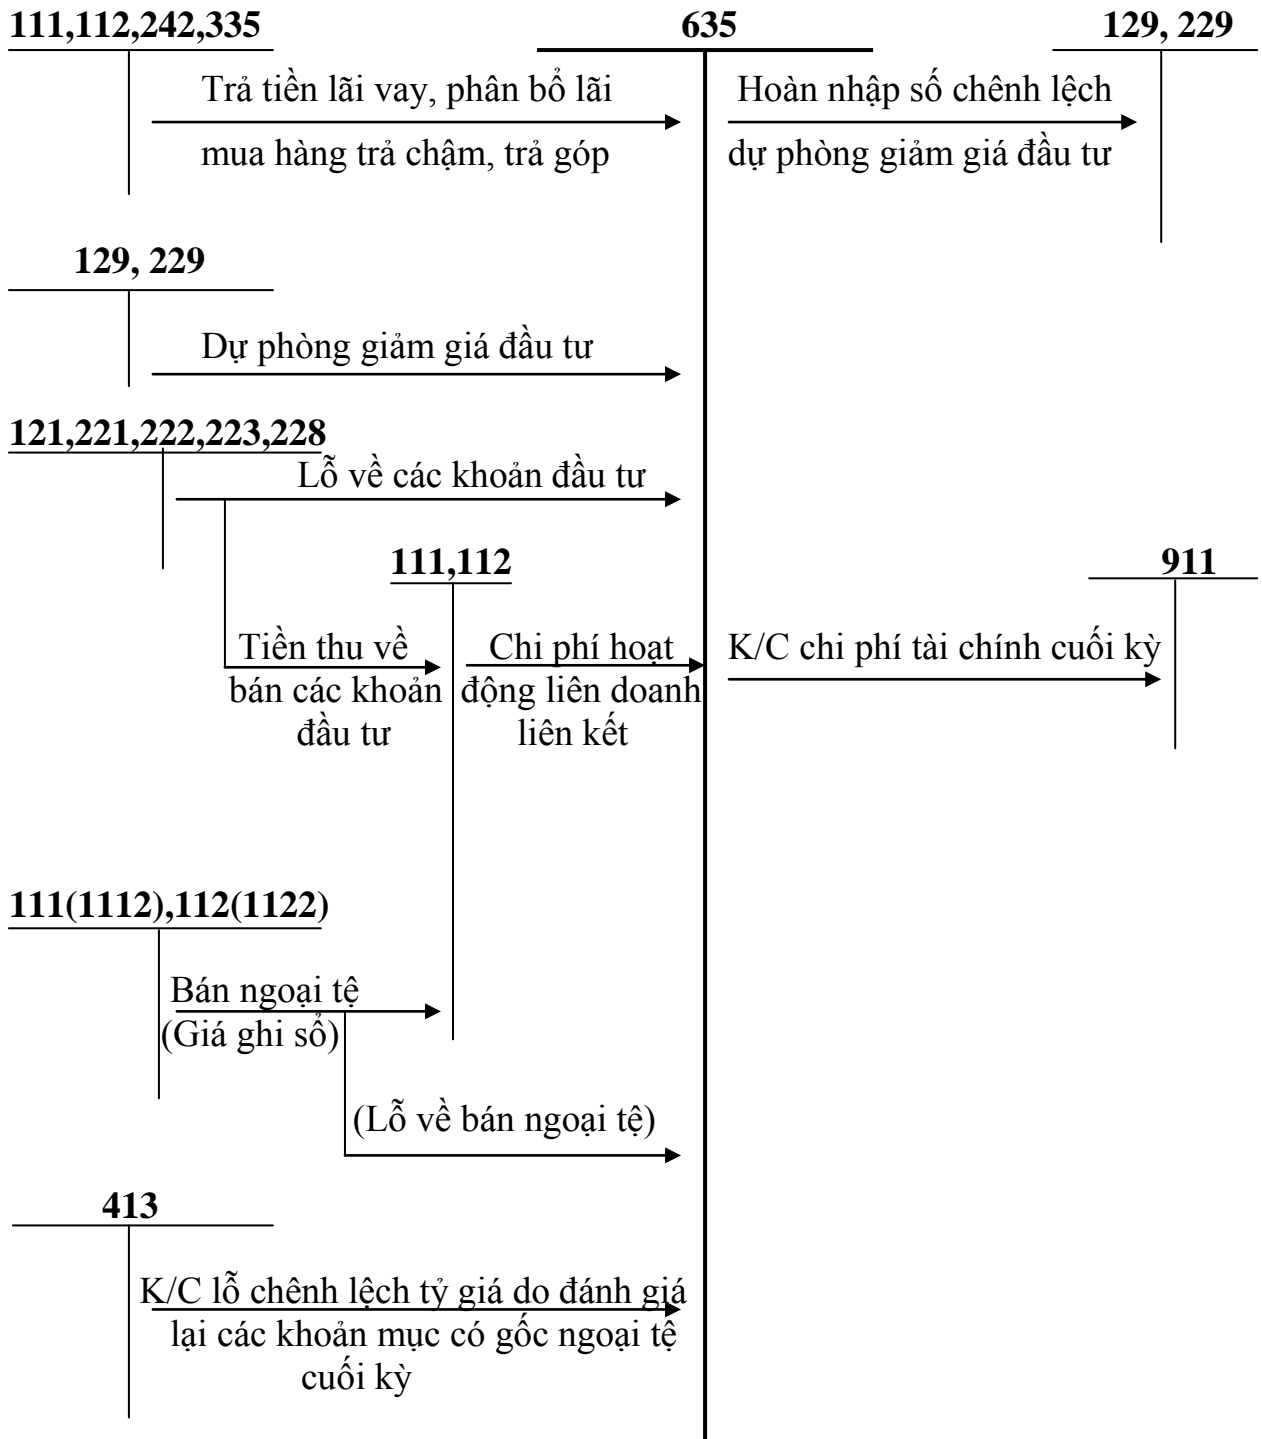 111,112,242,335
635
129, 229
Trả tiền lãi vay, phân bổ lãi
mua hàng trả chậm, trả góp
Hoàn nhập số chênh lệch
dự phòng giảm giá đầu tư
129, 229
Dự phòng giảm giá đầu tư
121,221,222,223,228
Lỗ về các khoản đầu tư
111,112
911
Tiền thu về
bán các khoản
đầu tư
Chi phí hoạt
động liên doanh
liên kết
K/C chi phí tài chính cuối kỳ
111(1112),112(1122)
Bán ngoại tệ
(Giá ghi sổ)
(Lỗ về bán ngoại tệ)
413
K/C lỗ chênh lệch tỷ giá do đánh giá
lại các khoản mục có gốc ngoại tệ
cuối kỳ